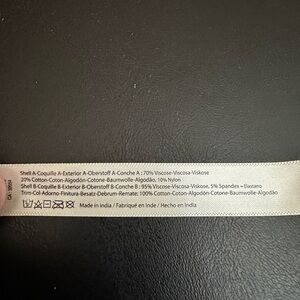 Shell A-Coquille A-Exterior A-Oberstoff A-Conche A : 70% Viscose-Viscosa-Viskose
20% Cotton-Coton-Algodón-Cotone-Baumwolle-Algodão, 10% Nylon
Shell B-Coquille B-Exterior B-Oberstoff B-Conche B : 95% Viscose-Viscosa-Viskose, 5% Spandex – Elastano
Trim-Col-Adorno-Finitura-Besatz-Debrum-Remate: 100% Cotton-Coton-Algodón-Cotone-Baumwolle-Algodão
Made in india / Fabriqué en Inde / Hecho en India